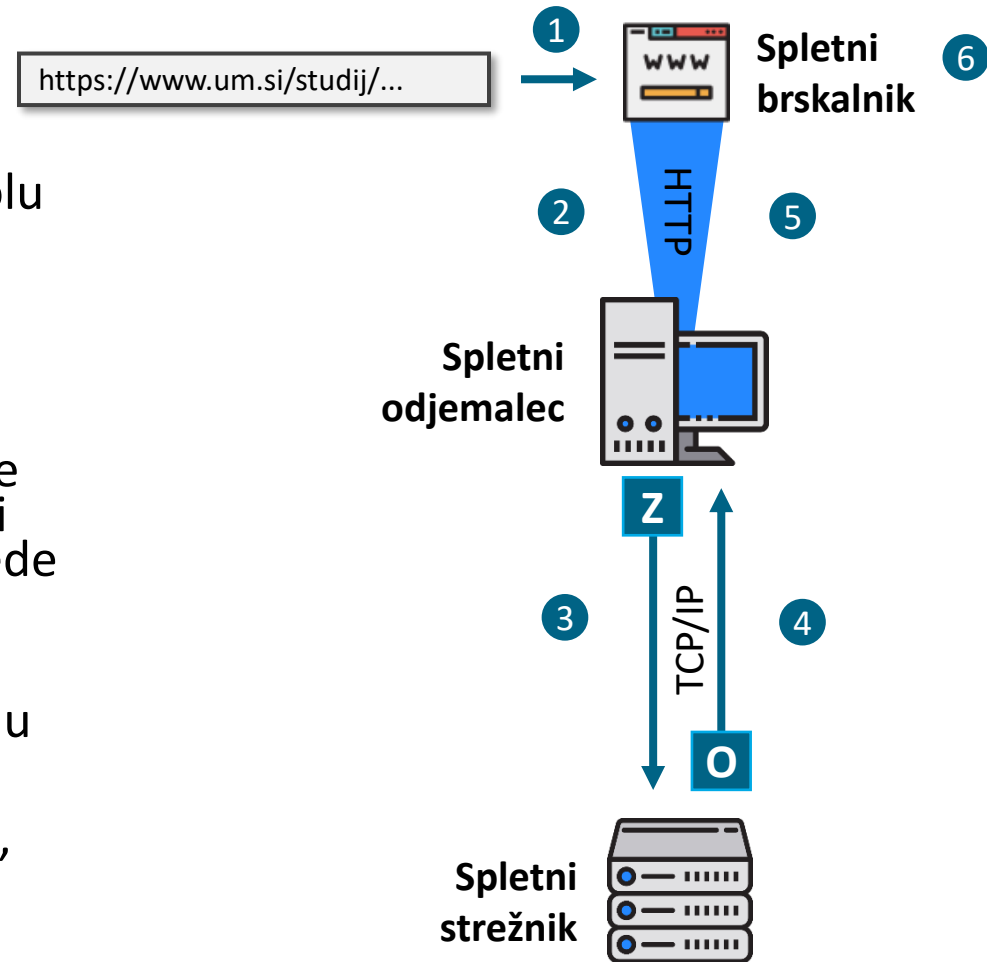 1
https://www.um.si/studij/...
WWW
Spletni
brskalnik
6
2
HTTP
5
Spletni
odjemalec
Z
3
TCP/IP
4
O
u
,
Spletni
strežnik